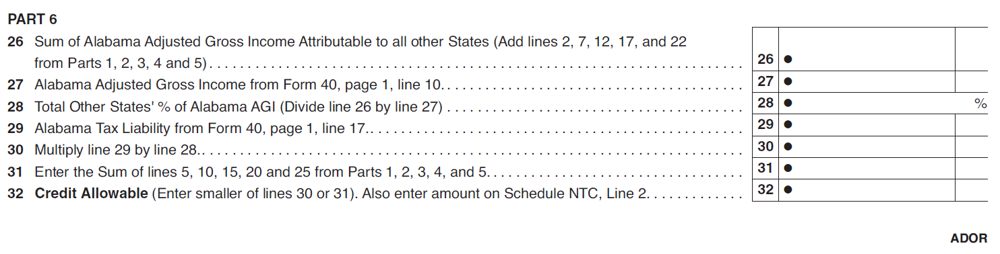 PART 6
26 Sum of Alabama Adjusted Gross Income Attributable to all other States (Add lines 2, 7, 12, 17, and 22
from Parts 1, 2, 3, 4 and 5). . . . . . . . . . . . . . . . . . . . . . . . . . . . . . . . . . . . . . . . . . . . . . . . . . . . . . . . . . . . . . . . . . . . . . 26 ●
27 Alabama Adjusted Gross Income from Form 40, page 1, line 10. . . . . . . . . . . . . . . . . . . . . . . . . . . . . . . . . . . . . . . . 27 ●
28 Total Other States' % of Alabama AGI (Divide line 26 by line 27) . . . . . . . . . . . . . . . . . . . . . . . . . . . . . . . . . . . . . . . 28 ● %
29 Alabama Tax Liability from Form 40, page 1, line 17.. . . . . . . . . . . . . . . . . . . . . . . . . . . . . . . . . . . . . . . . . . . . . . . . . 29 ●
30 Multiply line 29 by line 28.. . . . . . . . . . . . . . . . . . . . . . . . . . . . . . . . . . . . . . . . . . . . . . . . . . . . . . . . . . . . . . . . . . . . . . . 30 ●
31 Enter the Sum of lines 5, 10, 15, 20 and 25 from Parts 1, 2, 3, 4, and 5. . . . . . . . . . . . . . . . . . . . . . . . . . . . . . . . . . 31 ●
32 Credit Allowable (Enter smaller of lines 30 or 31). Also enter amount on Schedule NTC, Line 2. . . . . . . . . . . . . 32 ●
ADOR